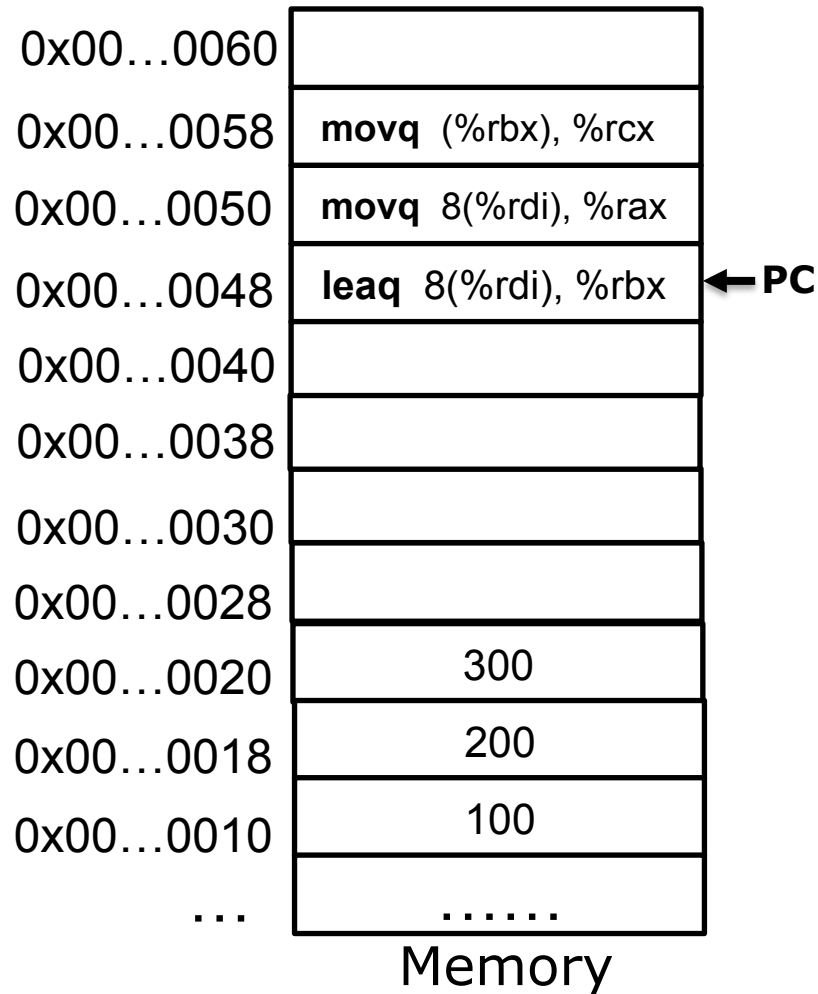 0x00...0060
0x00...0058 movq (%rbx), %rcx
0x00...0050 movq 8(%rdi), %rax
0x00...0048 leaq 8(%rdi), %rbx PC
0x00...0040
0x00...0038
0x00...0030
0x00...0028
0x00...0020 300
0x00...0018 200
0x00...0010 100
... ......
Memory